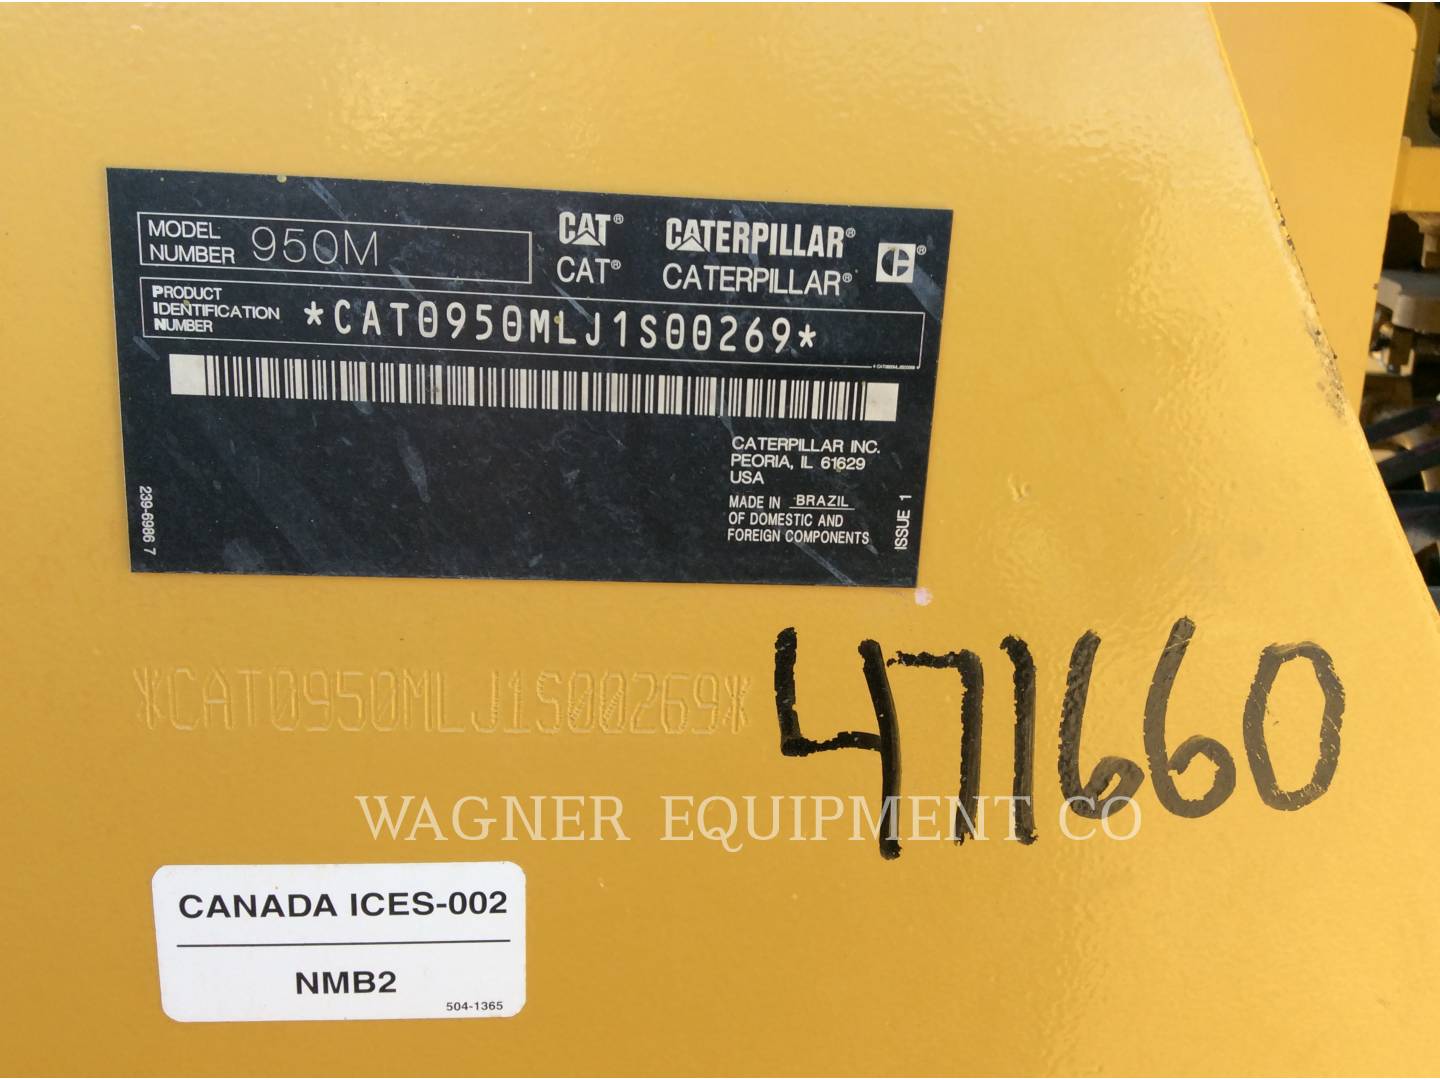 MODEL
NUMBER 950M
CAT® CATERPILLAR® ®
CAT® CATERPILLAR®
PRODUCT
IDENTIFICATION
NUMBER
*CAT0950MLJ1S00269*
CATERPILLAR INC.
PEORIA, IL 61629
USA
MADE IN BRAZIL
OF DOMESTIC AND
FOREIGN COMPONENTS
239-6986 7
ISSUE 1
*CAT0950MLJ1S00269*
471660
WAGNER EQUIPMENT CO
CANADA ICES-002
NMB2
504-1365